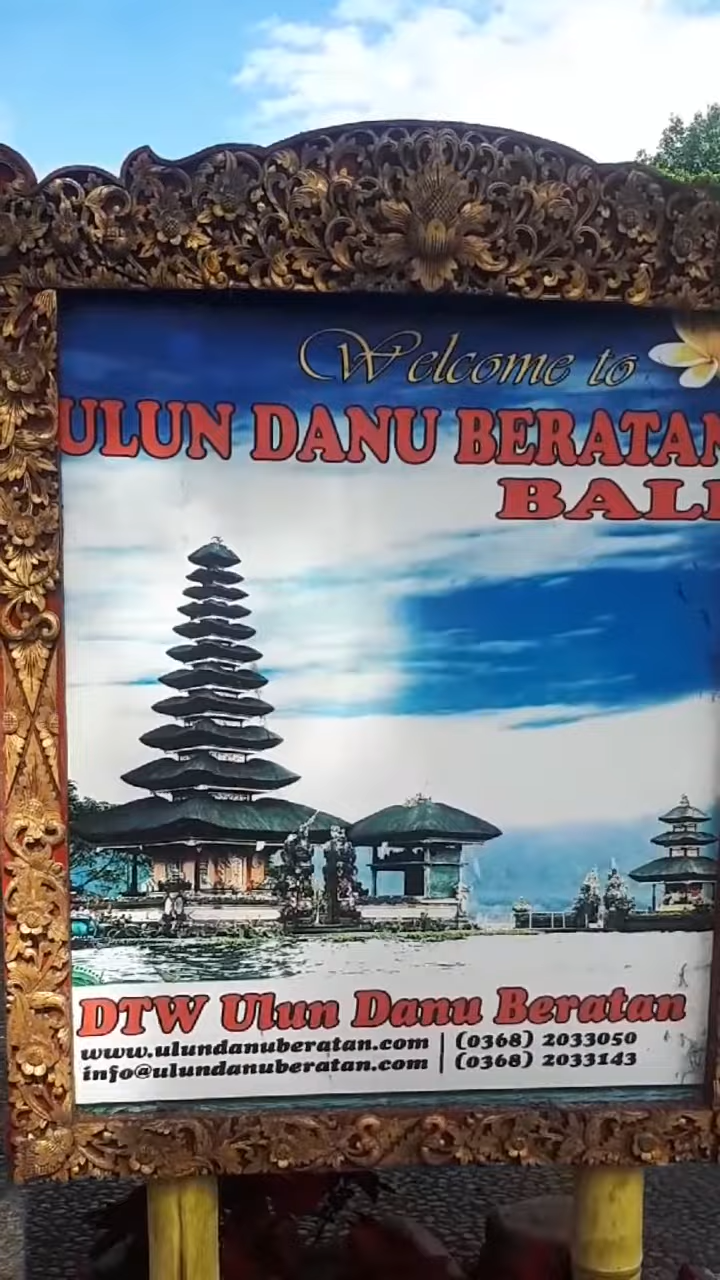 Welcome to
ULUN DANU BERATAN
BALI
DTW Ulun Danu Beratan
www.ulundanuberatan.com | (0368) 2033050
info@ulundanuberatan.com | (0368) 2033143